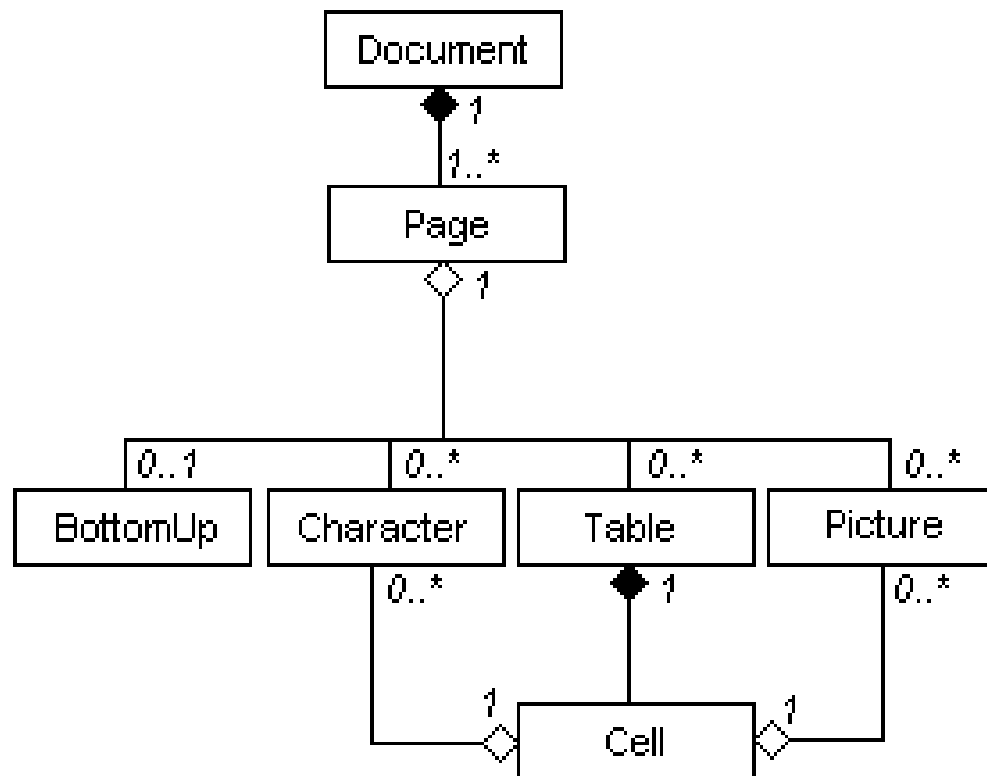 Document
1
1..*
Page
1
0..1 0..* 0..* 0..*
BottomUp Character Table Picture
0..* 1 0..*
1 1
Cell